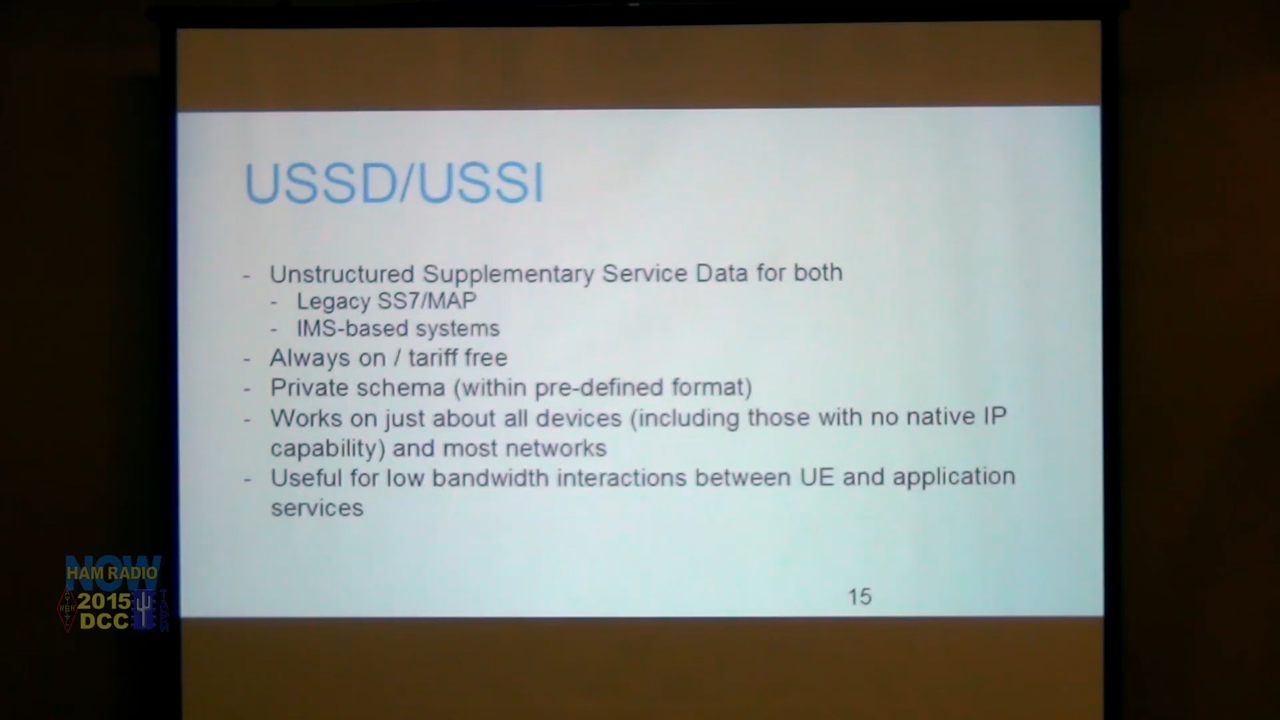 USSD/USSI
- Unstructured Supplementary Service Data for both
- Legacy SS7/MAP
- IMS-based systems
- Always on / tariff free
- Private schema (within pre-defined format)
- Works on just about all devices (including those with no native IP
capability) and most networks
- Useful for low bandwidth interactions between UE and application
services
15
NOW
HAM RADIO
2015
DCC